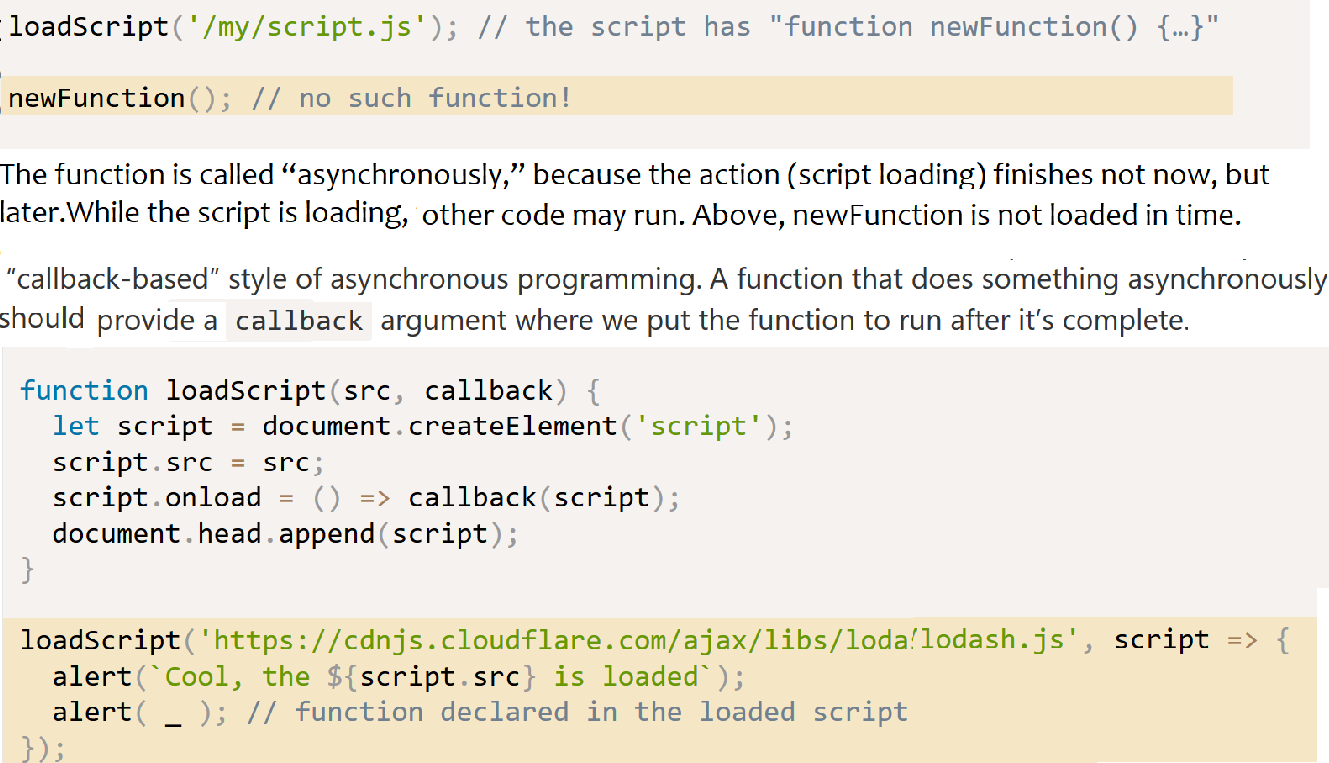 loadScript('/my/script.js'); // the script has "function newFunction() {…}"
newFunction(); // no such function!
The function is called “asynchronously,” because the action (script loading) finishes not now, but
later.While the script is loading, other code may run. Above, newFunction is not loaded in time.
“callback-based” style of asynchronous programming. A function that does something asynchronously
should provide a callback argument where we put the function to run after it’s complete.
function loadScript(src, callback) {
  let script = document.createElement('script');
  script.src = src;
  script.onload = () => callback(script);
  document.head.append(script);
}
loadScript('https://cdnjs.cloudflare.com/ajax/libs/loda/lodash.js', script => {
  alert(`Cool, the ${script.src} is loaded`);
  alert( _ ); // function declared in the loaded script
});